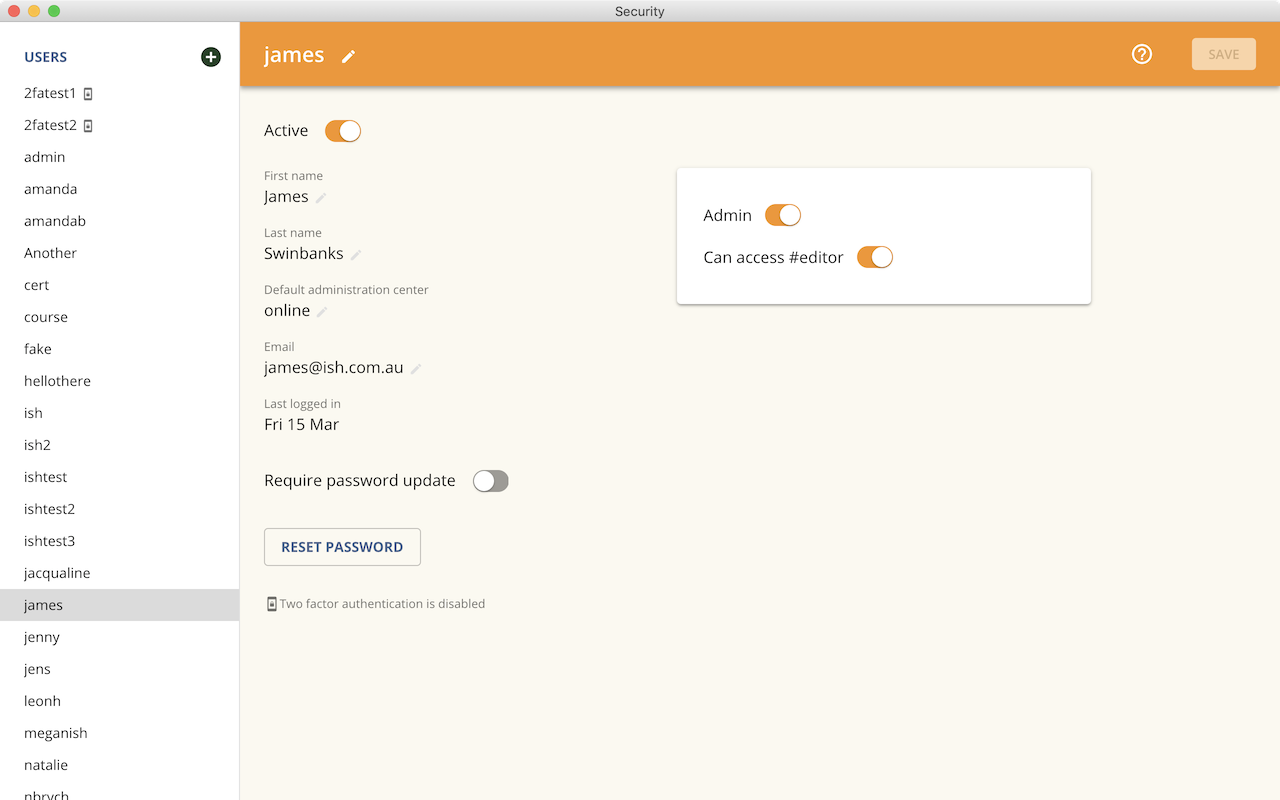 Security
USERS
2fatest1
2fatest2
admin
amanda
amandab
Another
cert
course
fake
hellothere
ish
ish2
ishtest
ishtest2
ishtest3
jacqualine
james
jenny
jens
leonh
meganish
natalie
nbrych
james
SAVE
Active
First name
James
Last name
Swinbanks
Default administration center
online
Email
james@ish.com.au
Last logged in
Fri 15 Mar
Require password update
RESET PASSWORD
Two factor authentication is disabled
Admin
Can access #editor